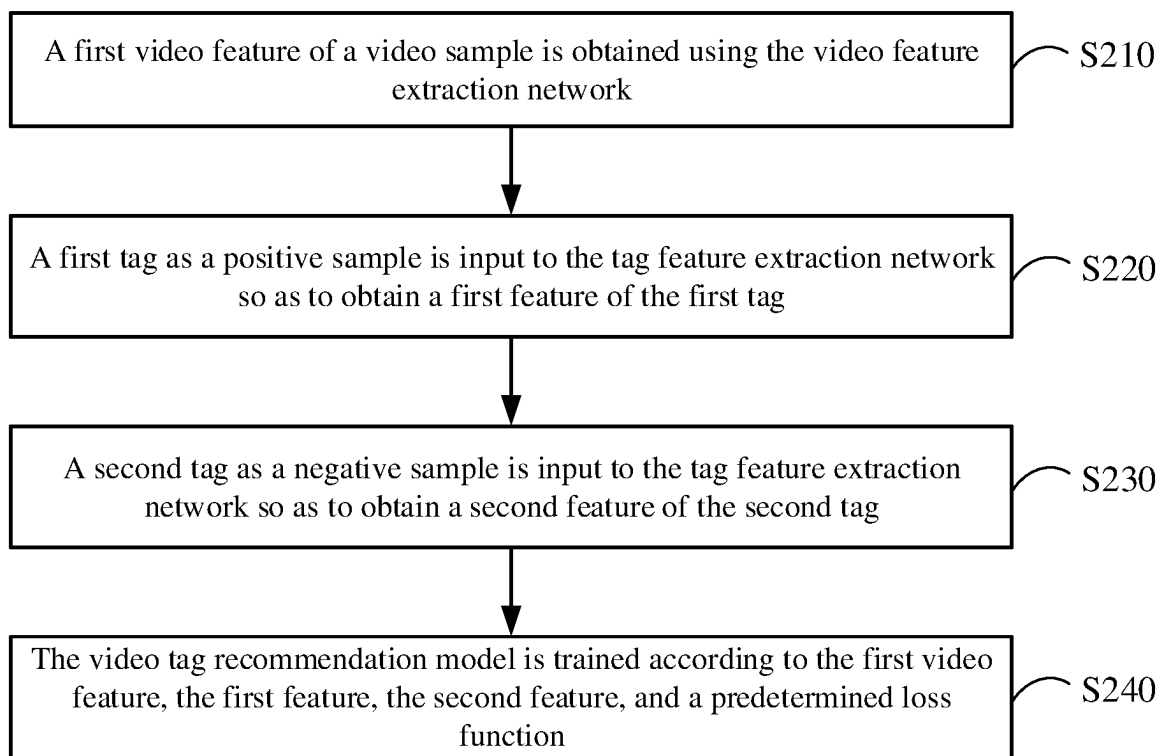 A first video feature of a video sample is obtained using the video feature
extraction network
S210
A first tag as a positive sample is input to the tag feature extraction network
so as to obtain a first feature of the first tag
S220
A second tag as a negative sample is input to the tag feature extraction
network so as to obtain a second feature of the second tag
S230
The video tag recommendation model is trained according to the first video
feature, the first feature, the second feature, and a predetermined loss
function
S240